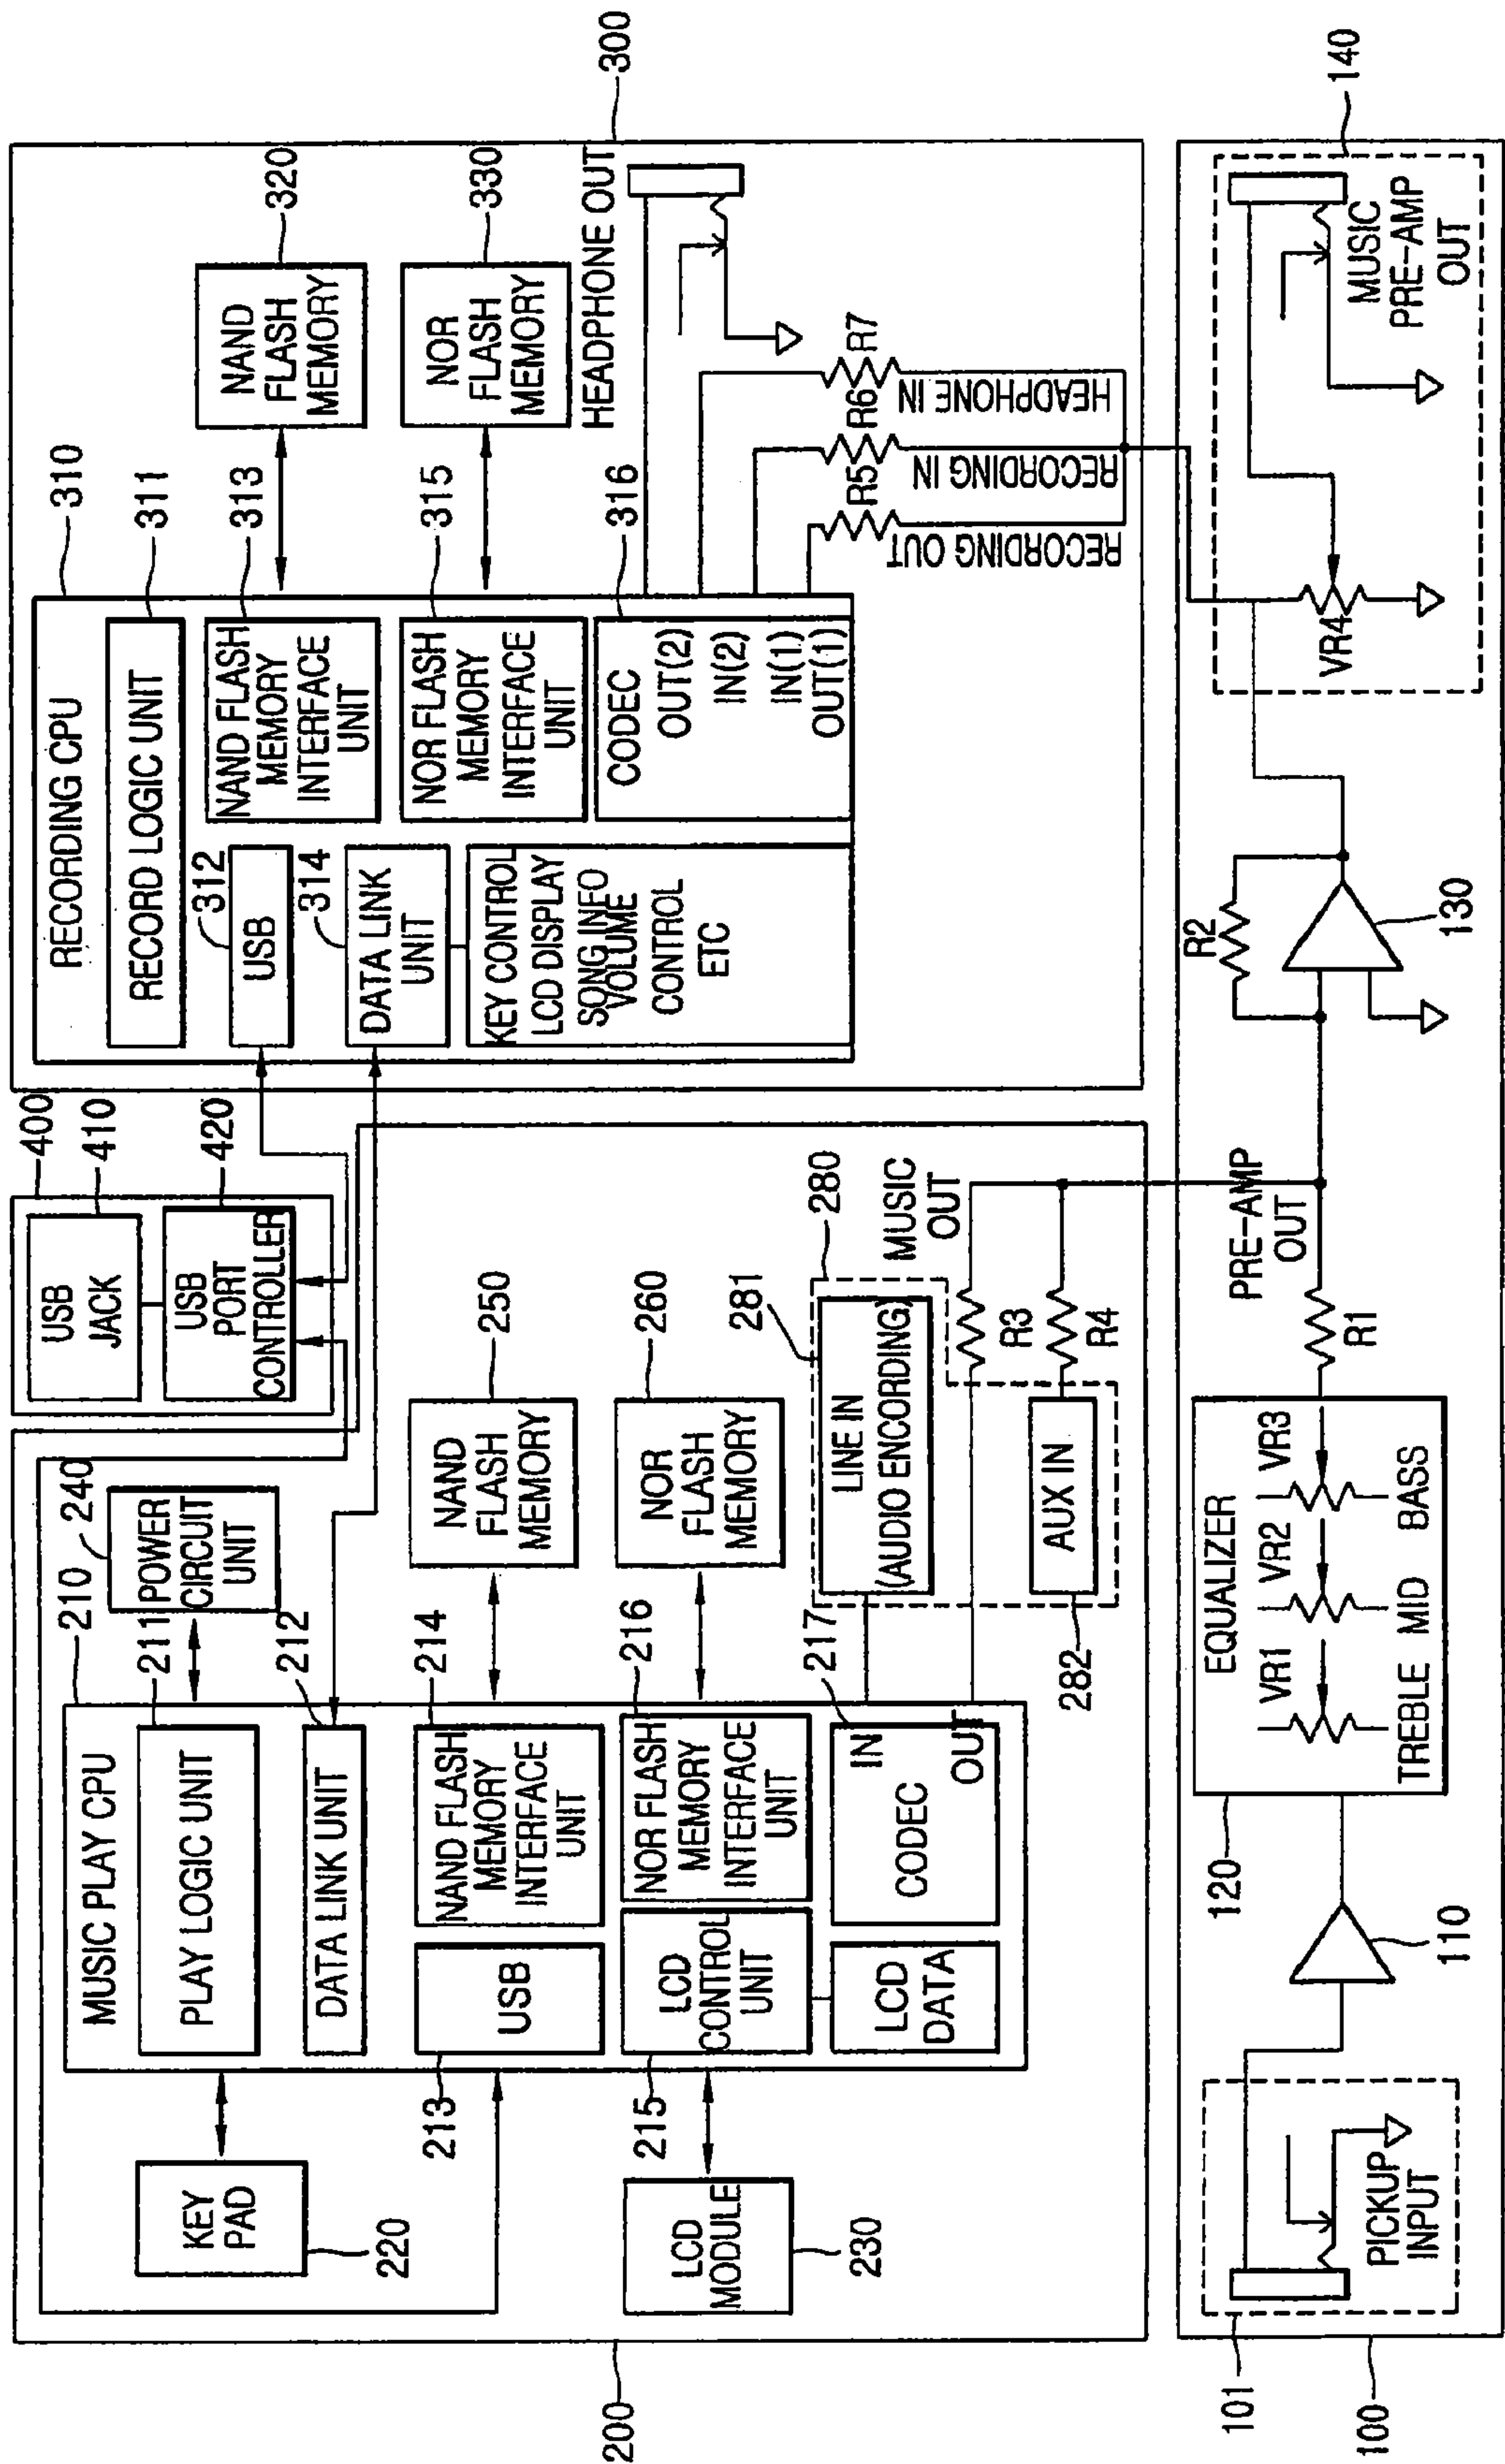 200
MUSIC PLAY CPU
210
PLAY LOGIC UNIT
211
DATA LINK UNIT
212
USB
213
NAND FLASH
MEMORY
INTERFACE
UNIT
214
LCD
CONTROL
UNIT
215
NOR FLASH
MEMORY
INTERFACE
UNIT
216
LCD
DATA
CODEC
IN
OUT
217
KEY
PAD
220
LCD
MODULE
230
POWER
CIRCUIT
UNIT
240
NAND
FLASH
MEMORY
250
NOR
FLASH
MEMORY
260
LINE IN
(AUDIO ENCODING)
281
280
AUX IN
282
MUSIC
OUT
R3
R4
400
USB
JACK
410
USB
PORT
CONTROLLER
420
300
RECORDING CPU
310
RECORD LOGIC UNIT
311
USB
312
NAND FLASH
MEMORY
INTERFACE
UNIT
313
DATA LINK
UNIT
314
NOR FLASH
MEMORY
INTERFACE
UNIT
315
KEY CONTROL
LCD DISPLAY
SONG INFO
VOLUME
CONTROL
ETC
CODEC
OUT(2)
IN(2)
IN(1)
OUT(1)
316
NAND
FLASH
MEMORY
320
NOR
FLASH
MEMORY
330
HEADPHONE OUT
R5
R6
R7
RECORDING OUT
RECORDING IN
HEADPHONE IN
100
101
PICKUP
INPUT
110
120
EQUALIZER
VR1
VR2
VR3
TREBLE
MID
BASS
R1
PRE-AMP
OUT
R2
130
VR4
MUSIC
PRE-AMP
OUT
140